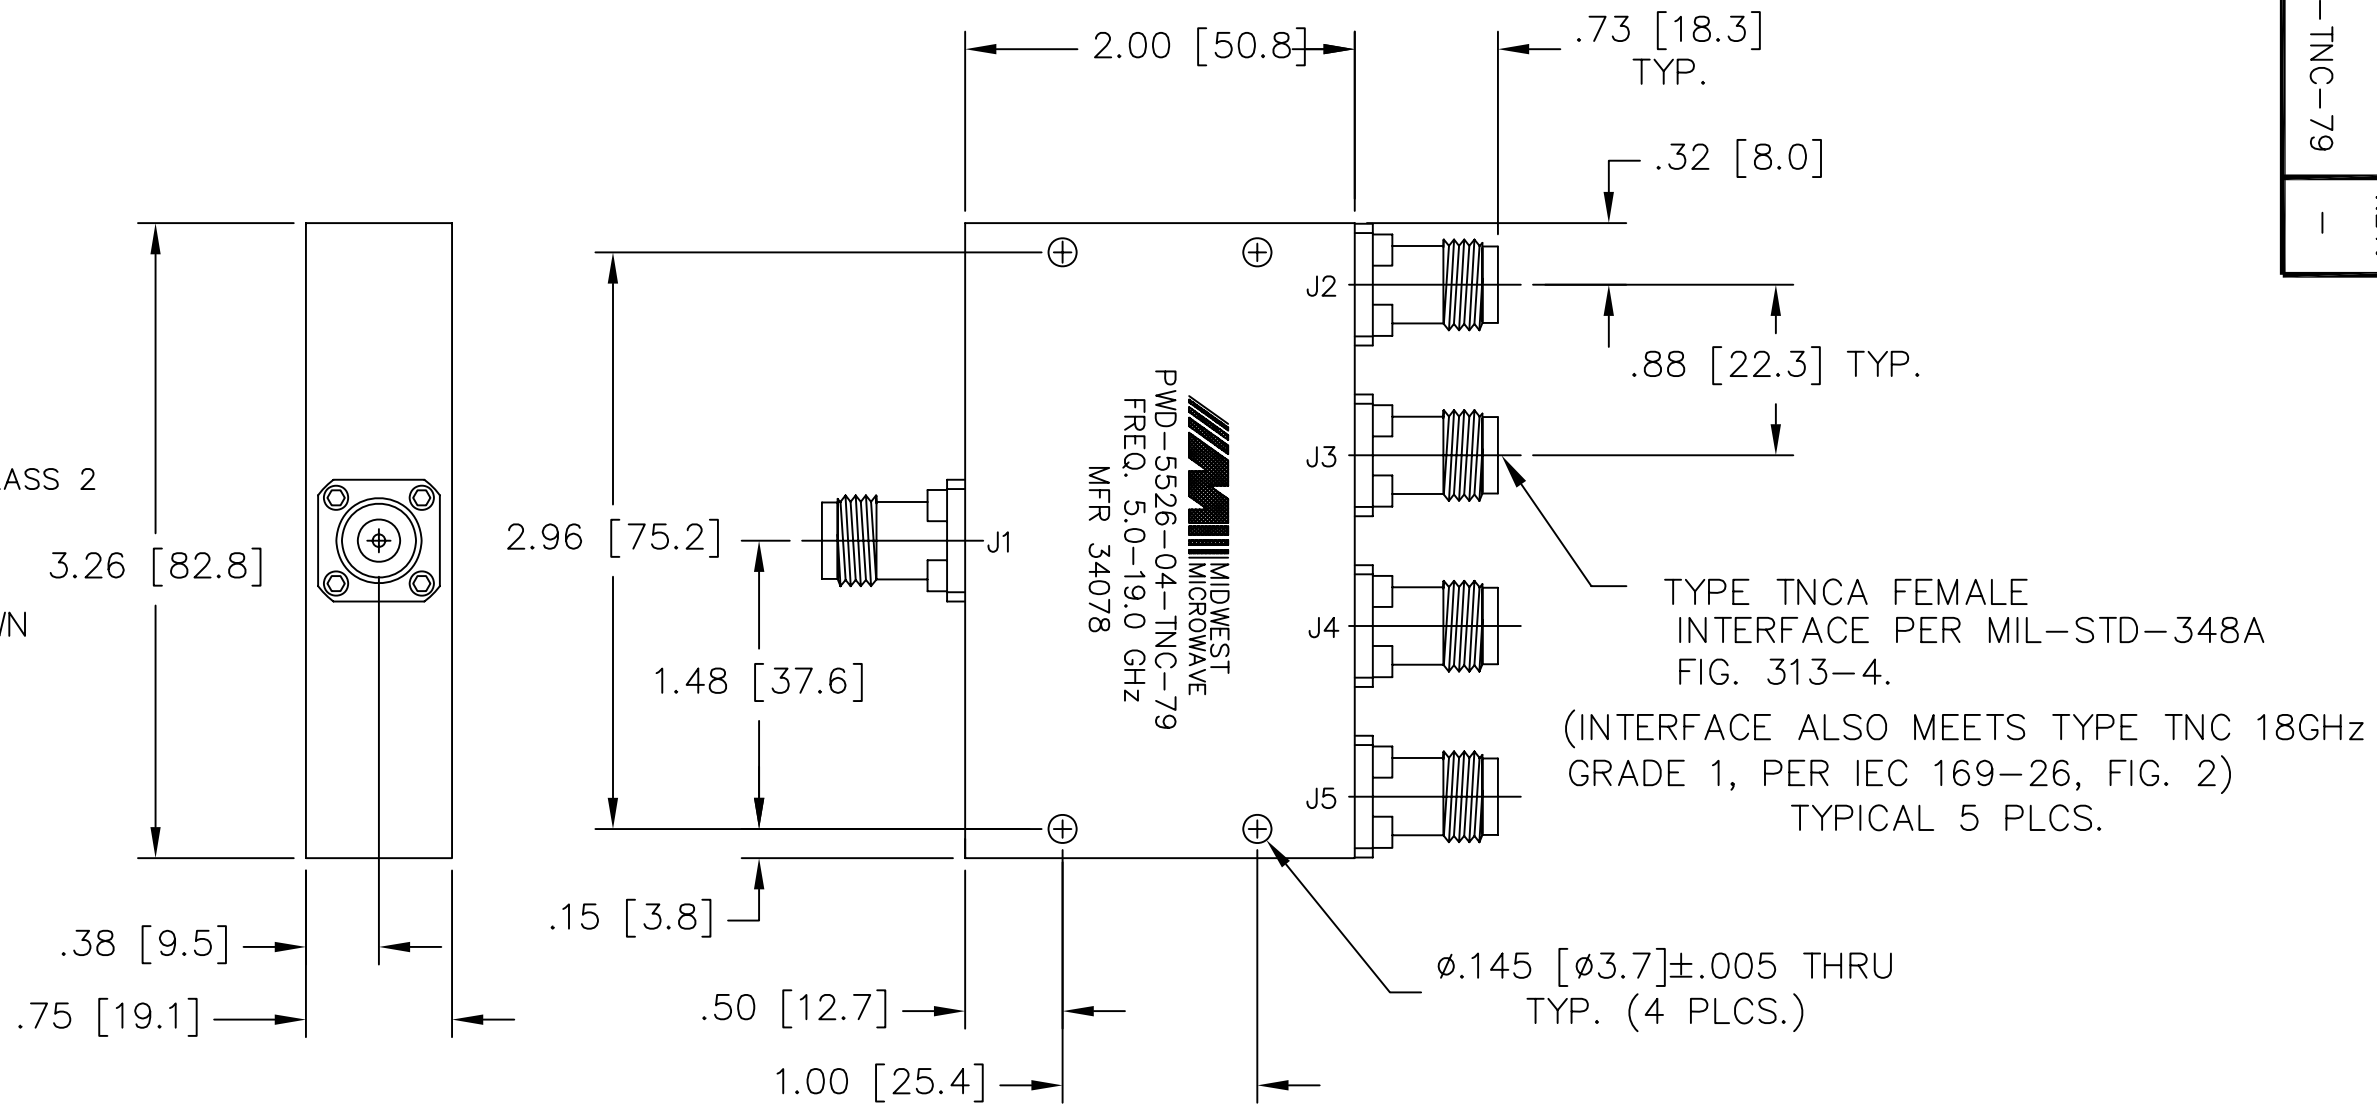 2.00 [50.8]
.73 [18.3]
TYP.
.32 [8.0]
-TNC-79
-
J2
.88 [22.3] TYP.
J3
3.26 [82.8]
2.96 [75.2]
J1
1.48 [37.6]
MIDWEST
MICROWAVE
PWD-5526-04-TNC-79
FREQ. 5.0-19.0 GHz
MFR 34078
J4
TYPE TNCA FEMALE
INTERFACE PER MIL-STD-348A
FIG. 313-4.
(INTERFACE ALSO MEETS TYPE TNC 18GHz
GRADE 1, PER IEC 169-26, FIG. 2)
TYPICAL 5 PLCS.
J5
.15 [3.8]
.38 [9.5]
.75 [19.1]
.50 [12.7]
1.00 [25.4]
ø.145 [ø3.7]±.005 THRU
TYP. (4 PLCS.)
2